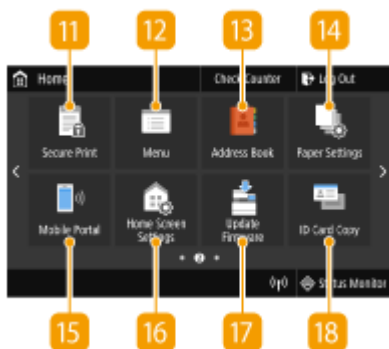 11 12 13 14
Home Check Counter Log Out
Secure Print Menu Address Book Paper Settings
Mobile Portal Home Screen Settings Update Firmware ID Card Copy
2
Status Monitor
15 16 17 18